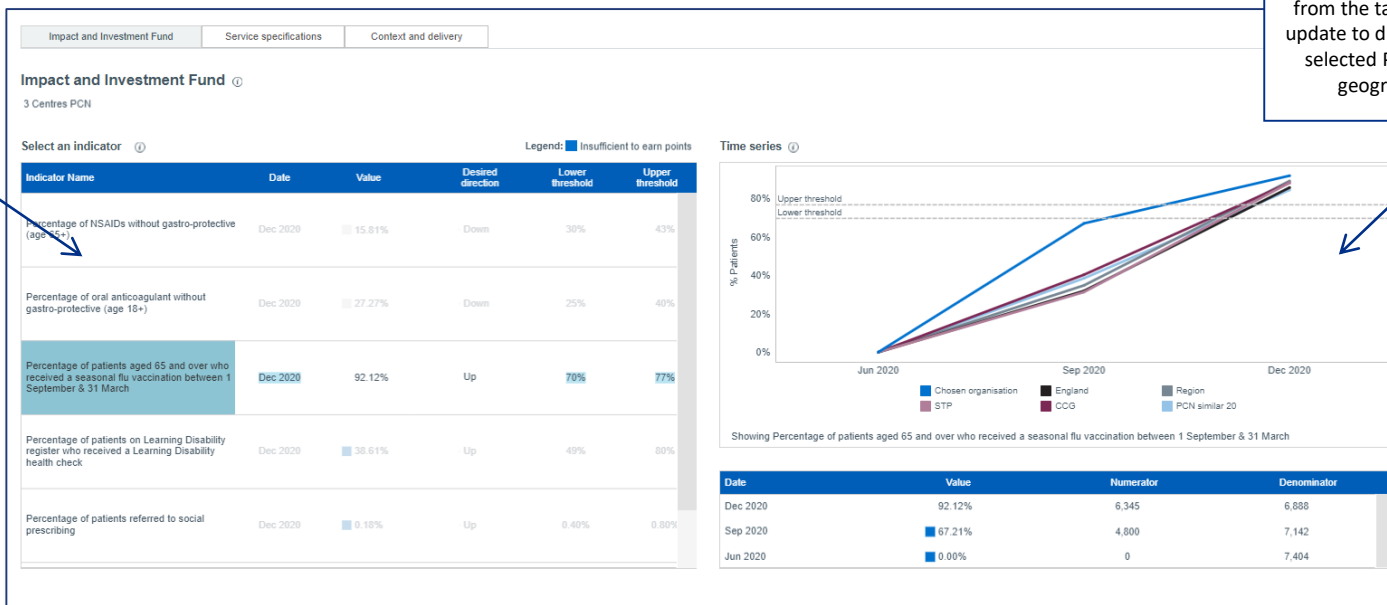 from the ta
update to d
selected
geogr
Impact and Investment Fund
Service specifications
Context and delivery
Impact and Investment Fund
3 Centres PCN
Select an indicator
Legend: Insufficient to earn points
Indicator Name Date Value Desired direction Lower threshold Upper threshold
Percentage of NSAIDs without gastro-protective
(age 65+)
Dec 2020 15.81% Down 30% 43%
Percentage of oral anticoagulant without
gastro-protective (age 18+)
Dec 2020 27.27% Down 25% 40%
Percentage of patients aged 65 and over who
received a seasonal flu vaccination between 1
September & 31 March
Dec 2020 92.12% Up 70% 77%
Percentage of patients on Learning Disability
register who received a Learning Disability
health check
Dec 2020 38.61% Up 49% 80%
Percentage of patients referred to social
prescribing
Dec 2020 0.18% Up 0.40% 0.80%
Time series
80%
Upper threshold
Lower threshold
60%
40%
20%
0%
% Patients
Jun 2020 Sep 2020 Dec 2020
Chosen organisation England Region
STP CCG PCN similar 20
Showing Percentage of patients aged 65 and over who received a seasonal flu vaccination between 1 September & 31 March
Date Value Numerator Denominator
Dec 2020 92.12% 6,345 6,888
Sep 2020 67.21% 4,800 7,142
Jun 2020 0.00% 0 7,404